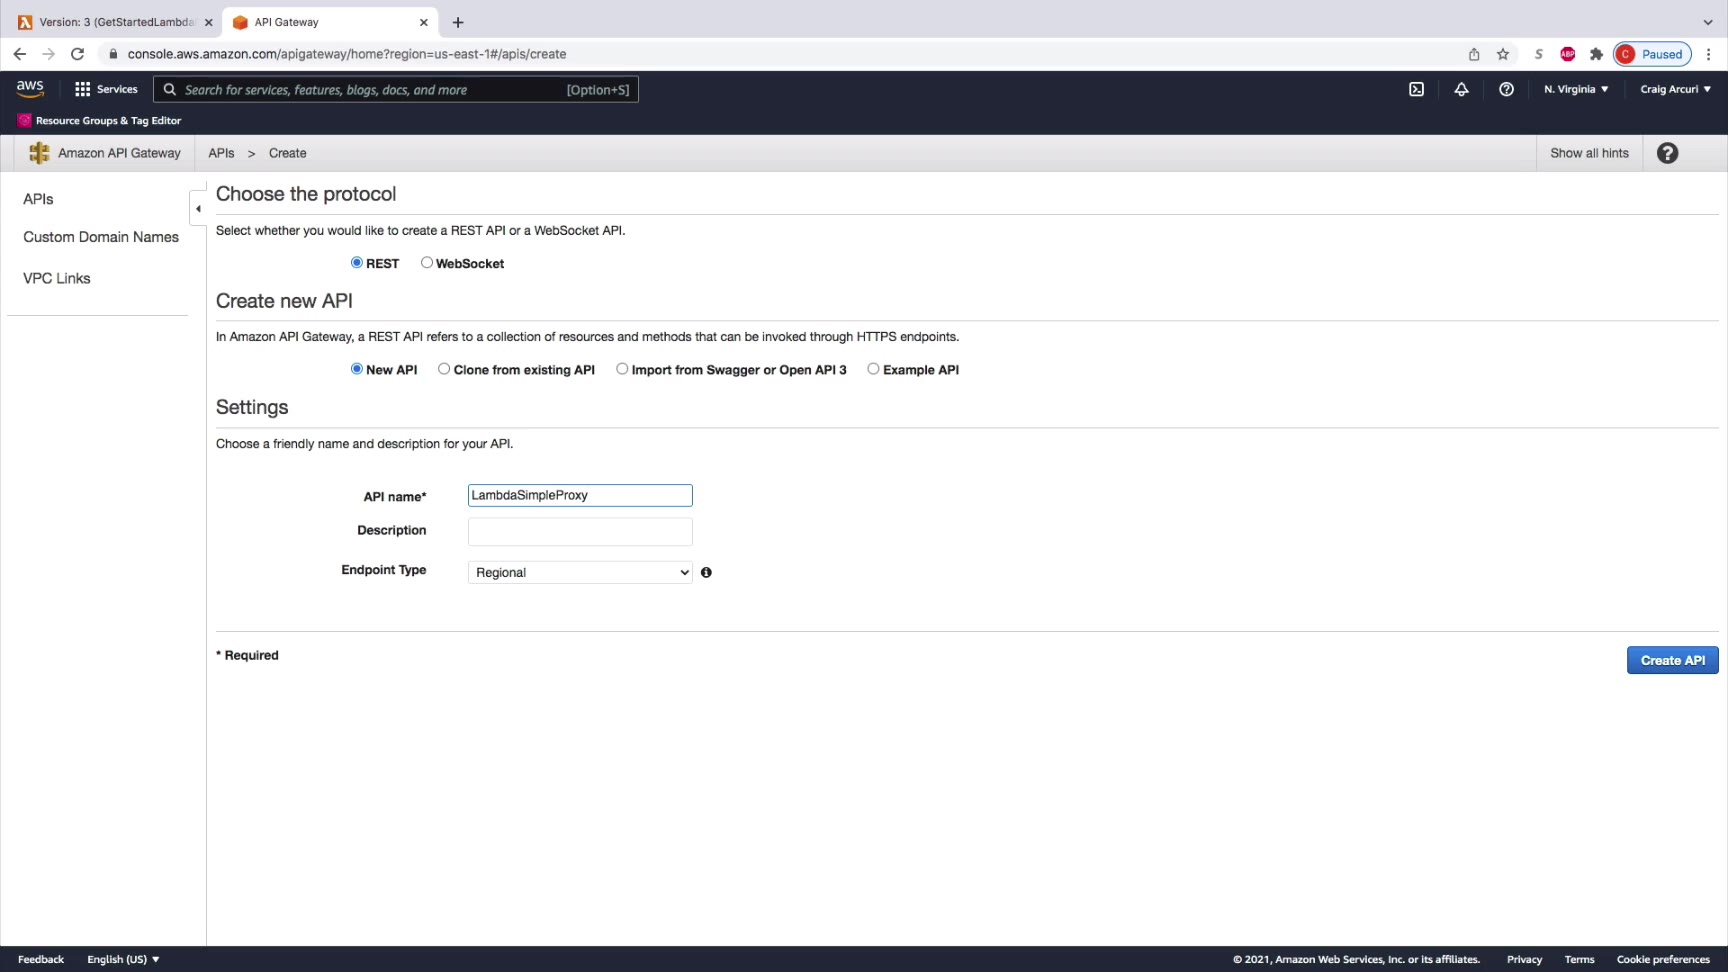 Version: 3 (GetStartedLambda
API Gateway
console.aws.amazon.com/apigateway/home?region=us-east-1#/apis/create
S
ABP
C
Paused
aws
Services
Search for services, features, blogs, docs, and more
[Option+S]
N. Virginia
Craig Arcuri
Resource Groups & Tag Editor
Amazon API Gateway
APIs > Create
Show all hints
APIs
Custom Domain Names
VPC Links
Choose the protocol
Select whether you would like to create a REST API or a WebSocket API.
REST WebSocket
Create new API
In Amazon API Gateway, a REST API refers to a collection of resources and methods that can be invoked through HTTPS endpoints.
New API Clone from existing API Import from Swagger or Open API 3 Example API
Settings
Choose a friendly name and description for your API.
API name* LambdaSimpleProxy
Description
Endpoint Type Regional
* Required
Create API
Feedback English (US)
© 2021, Amazon Web Services, Inc. or its affiliates. Privacy Terms Cookie preferences